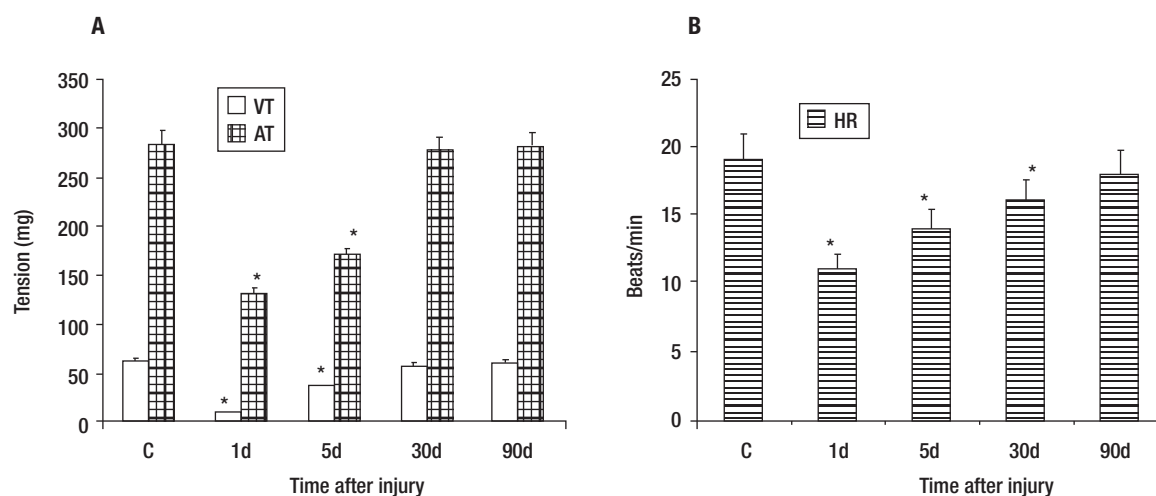 A
350
300
250
200
150
100
50
0
Tension (mg)
VT
AT
*
*
*
*
C 1d 5d 30d 90d
Time after injury
B
25
20
15
10
5
0
Beats/min
HR
*
*
*
C 1d 5d 30d 90d
Time after injury